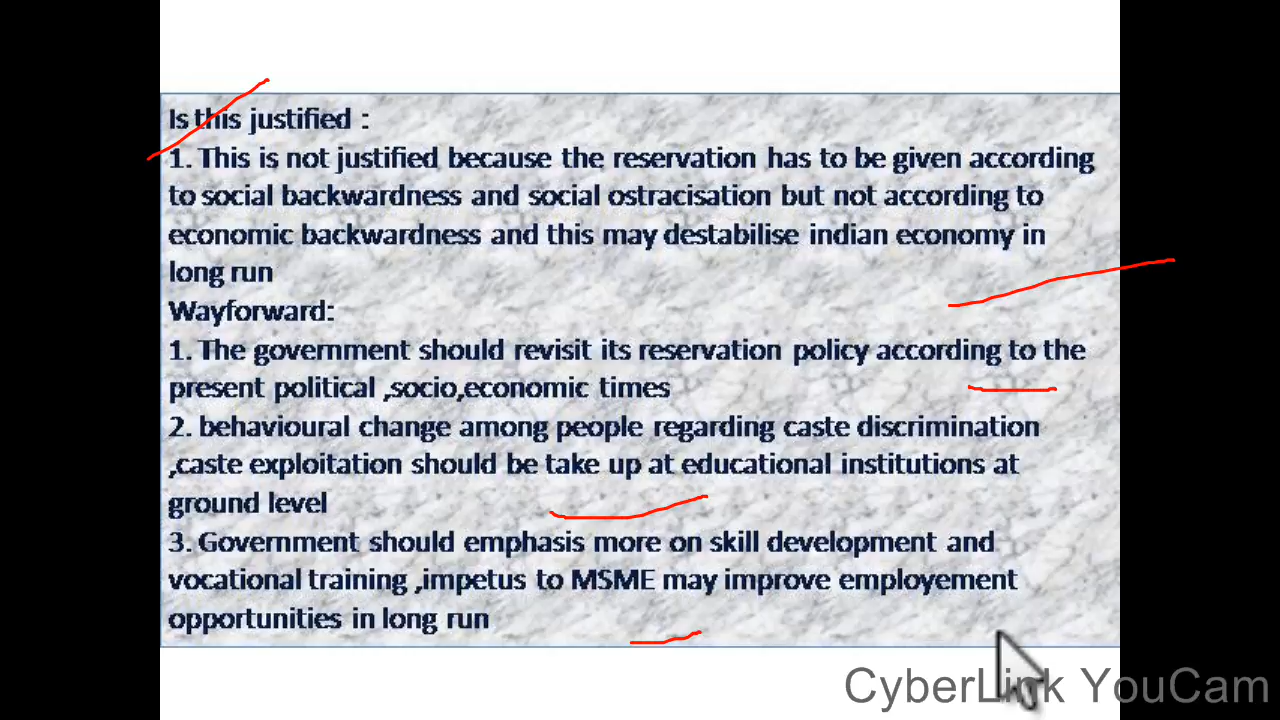 Is this justified :
1. This is not justified because the reservation has to be given according
to social backwardness and social ostracisation but not according to
economic backwardness and this may destabilise indian economy in
long run
Wayforward:
1. The government should revisit its reservation policy according to the
present political ,socio,economic times
2. behavioural change among people regarding caste discrimination
,caste exploitation should be take up at educational institutions at
ground level
3. Government should emphasis more on skill development and
vocational training ,impetus to MSME may improve employement
opportunities in long run
CyberLink YouCam